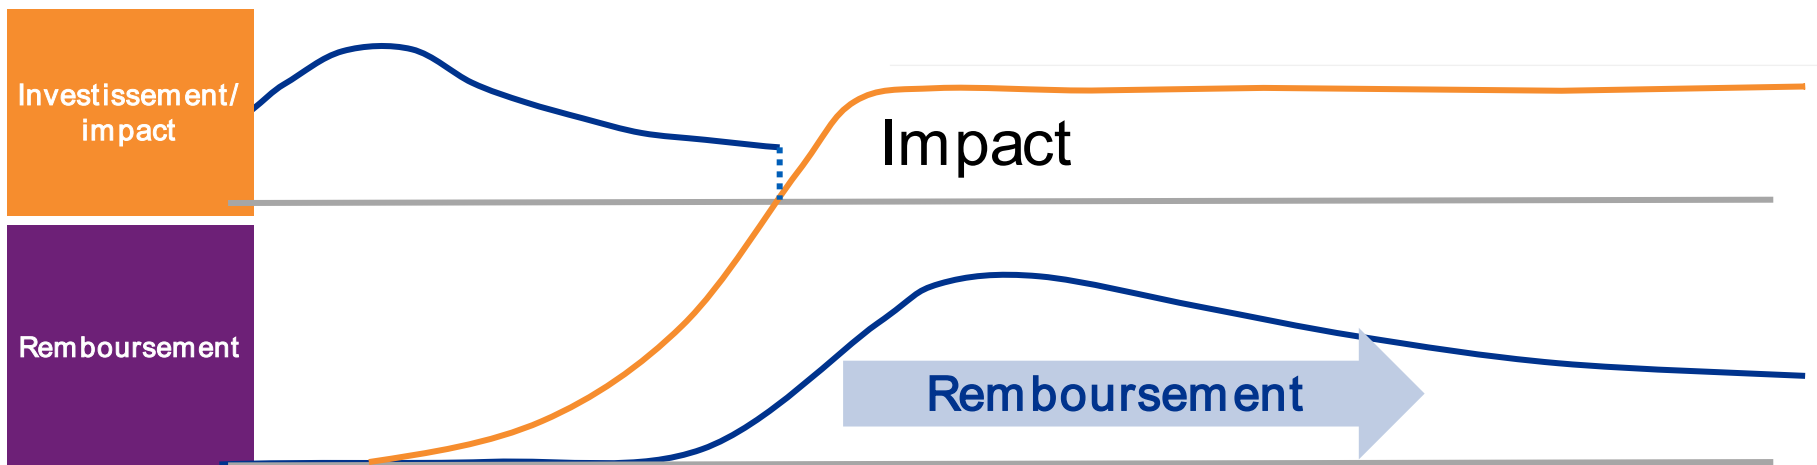 Investissement/
impact
Impact
Remboursement
Remboursement